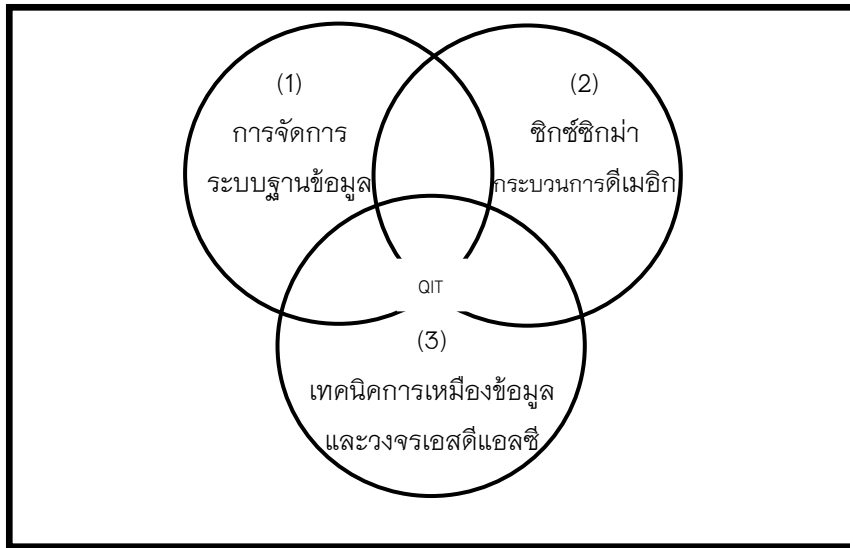 (1)
การจัดการ
ระบบฐานข้อมูล
(2)
ซิกซ์ซิกม่า
กระบวนการดีเมอิก
QIT
(3)
เทคนิคการเหมืองข้อมูล
และวงจรเอสดีแอลซี